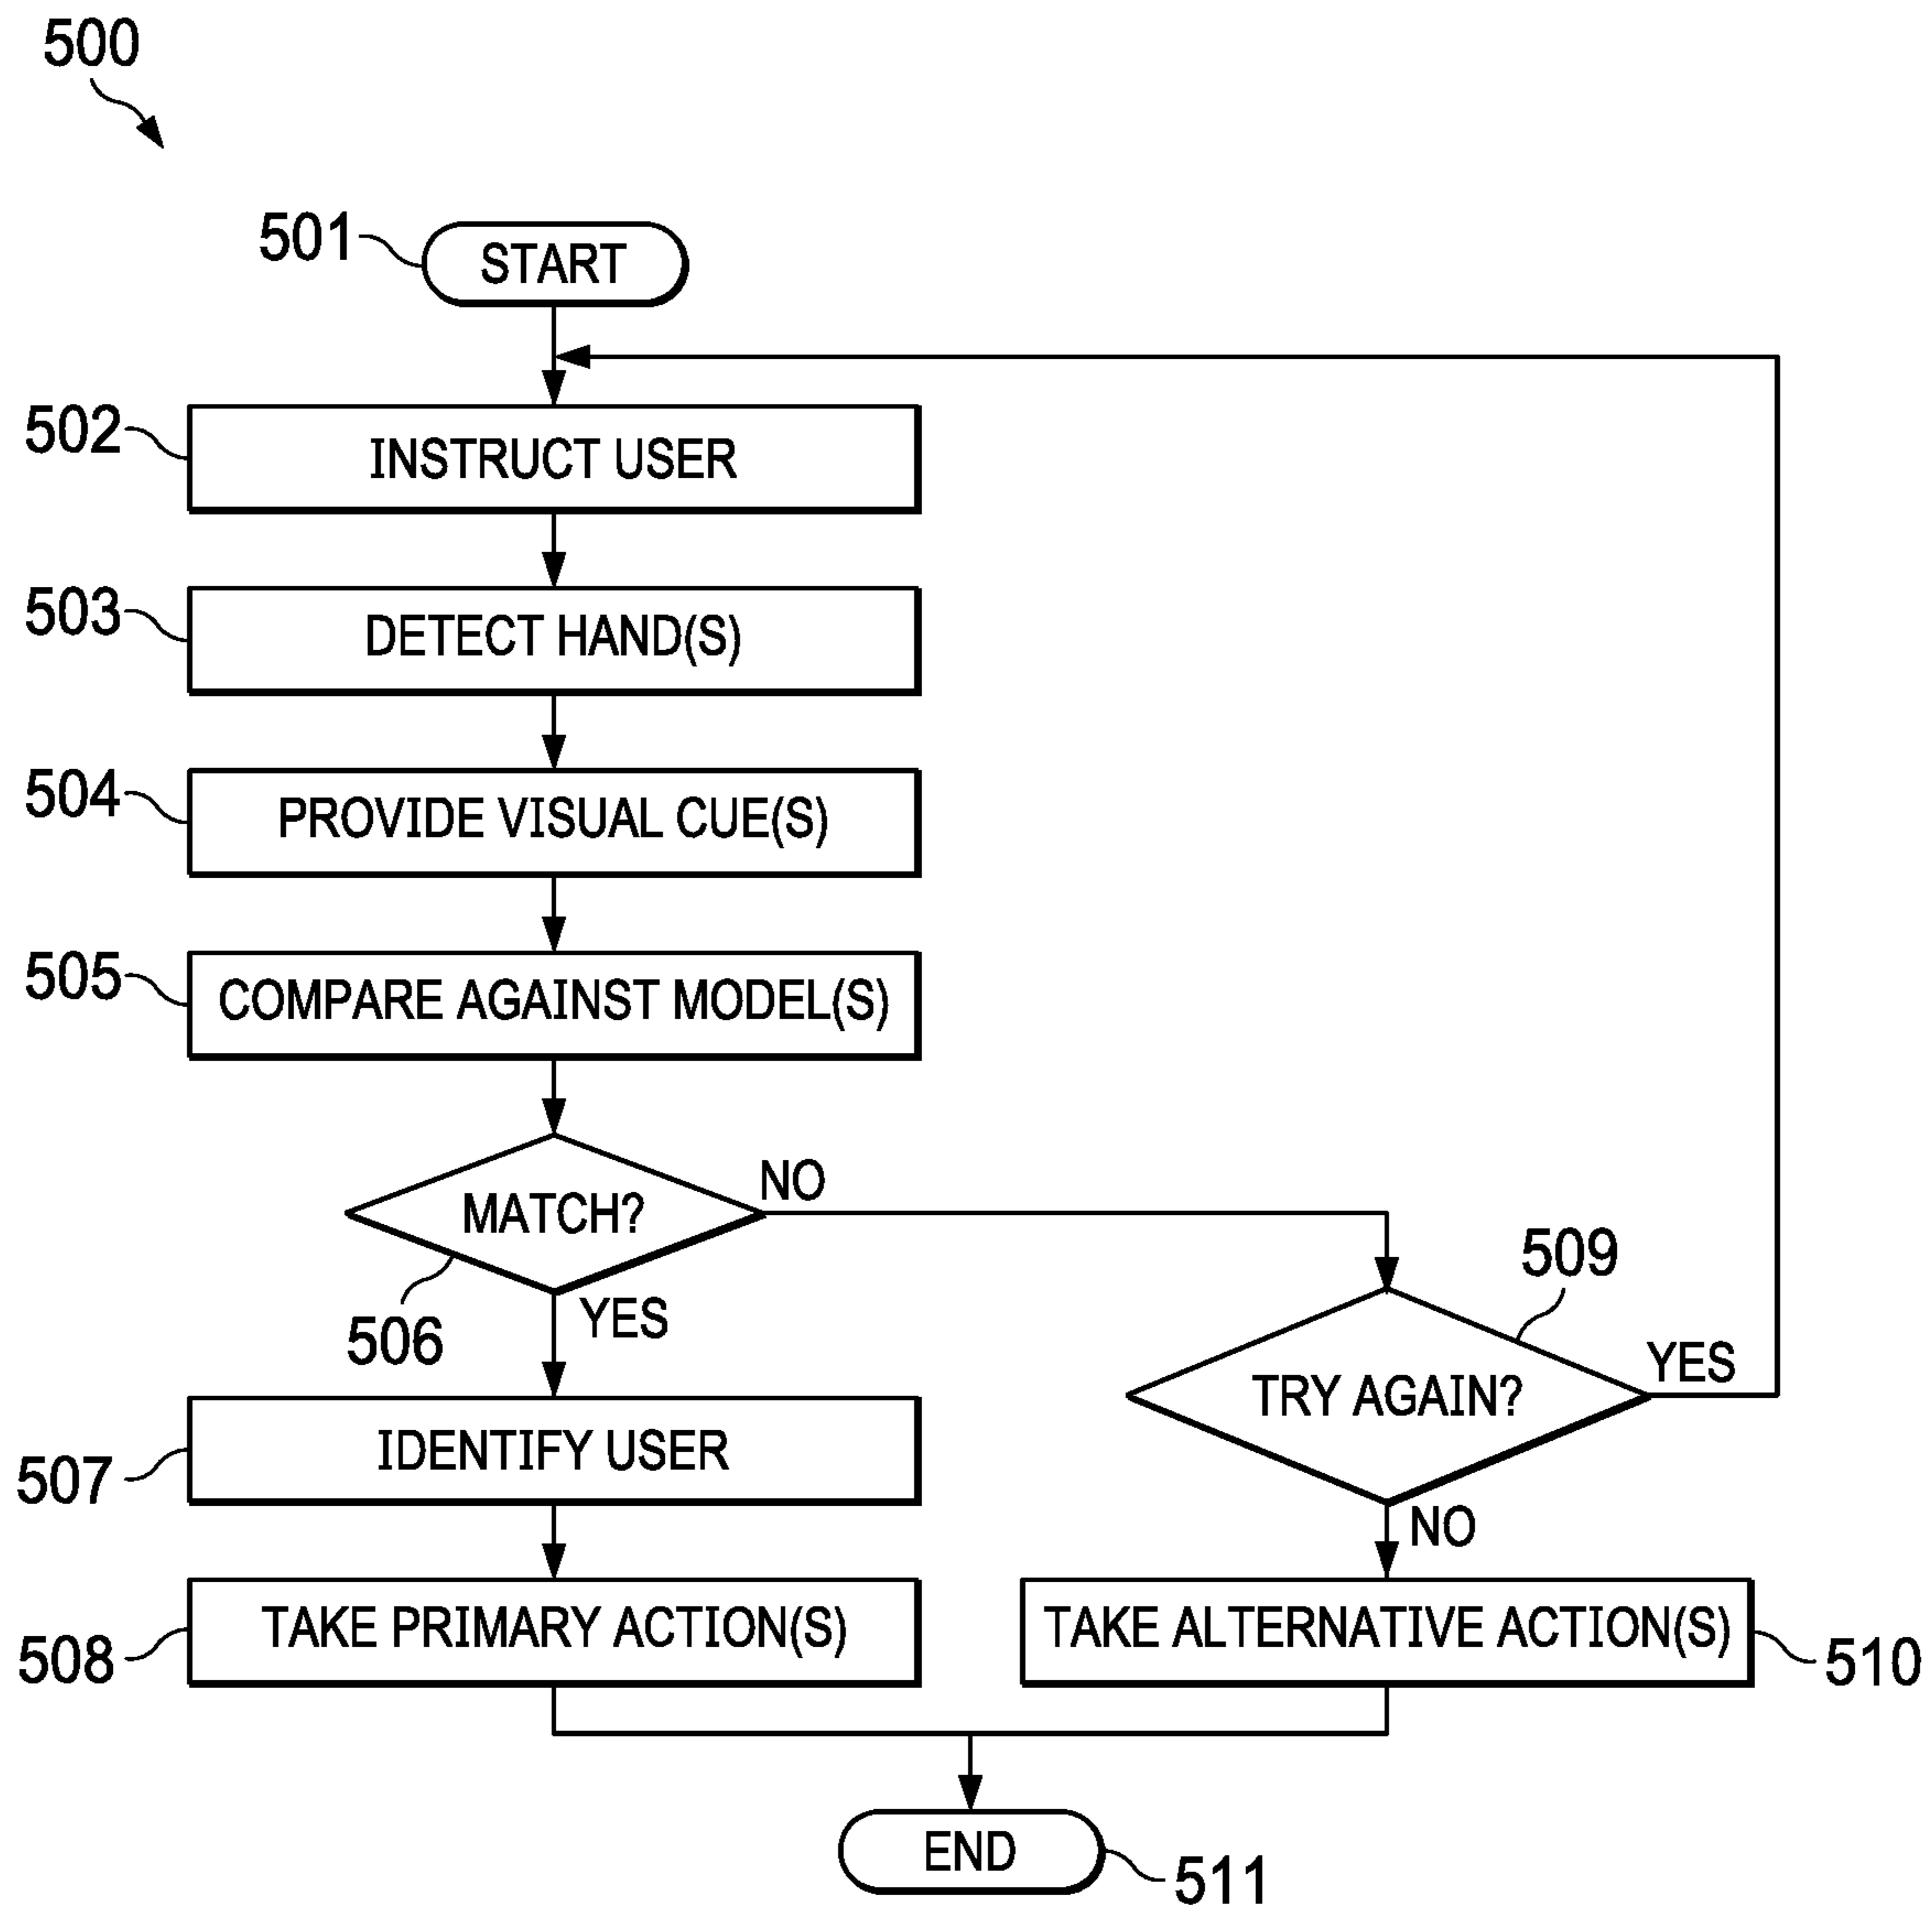 500
501
START
502
INSTRUCT USER
503
DETECT HAND(S)
504
PROVIDE VISUAL CUE(S)
505
COMPARE AGAINST MODEL(S)
MATCH?
NO
506
YES
509
TRY AGAIN?
YES
507
IDENTIFY USER
NO
508
TAKE PRIMARY ACTION(S)
TAKE ALTERNATIVE ACTION(S)
510
END
511